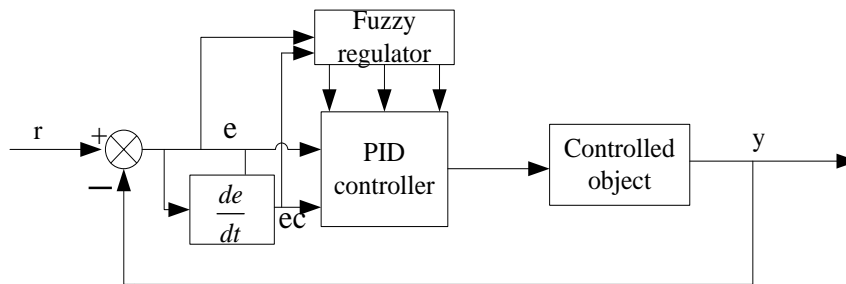 Fuzzy
regulator
r
+
e
PID
controller
Controlled
object
y
−
de
dt
ec